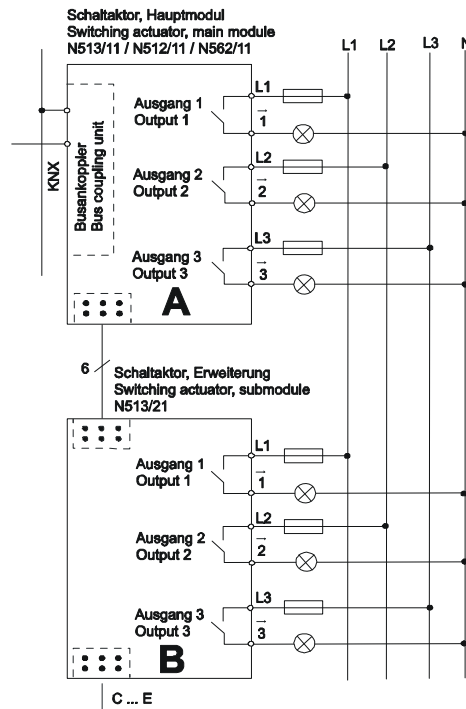 Schaltaktor, Hauptmodul
Switching actuator, main module
N513/11 / N512/11 / N562/11
L1
L2
L3
N
KNX
Busankoppler
Bus coupling unit
Ausgang 1
Output 1
L1
1
Ausgang 2
Output 2
L2
2
Ausgang 3
Output 3
L3
3
A
6
Schaltaktor, Erweiterung
Switching actuator, submodule
N513/21
Ausgang 1
Output 1
L1
1
Ausgang 2
Output 2
L2
2
Ausgang 3
Output 3
L3
3
B
C ... E